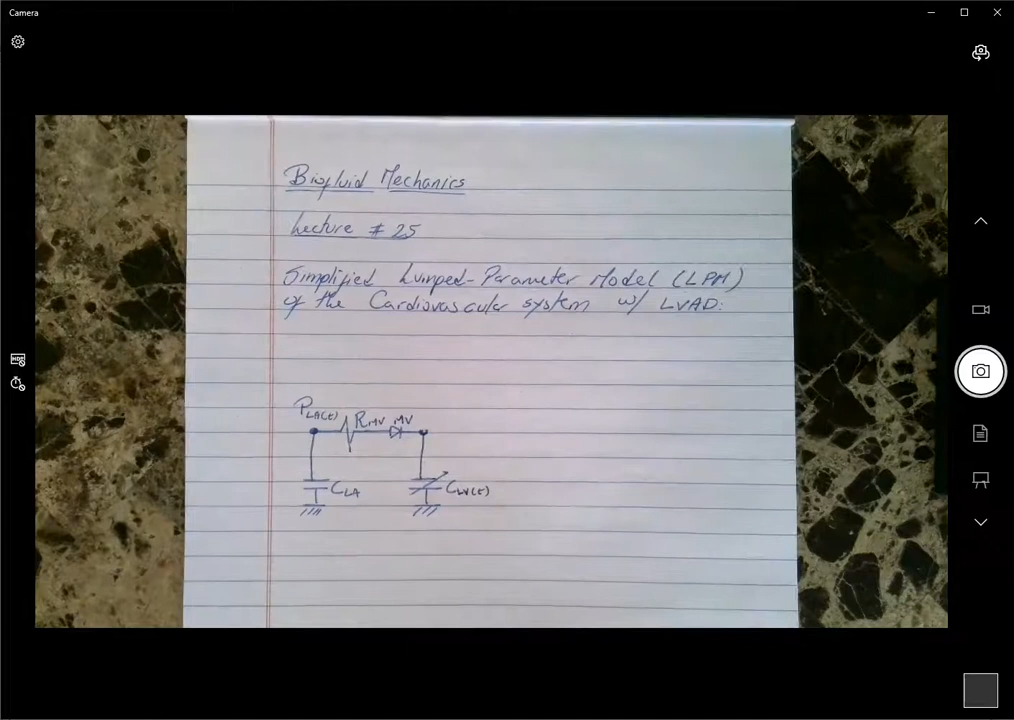 Camera
Biofluid Mechanics
Lecture # 25
Simplified Lumped-Parameter Model (LPM)
of the Cardiovascular system w/ LVAD:
PLA(t)
RMV MV
CLA
CLV(t)